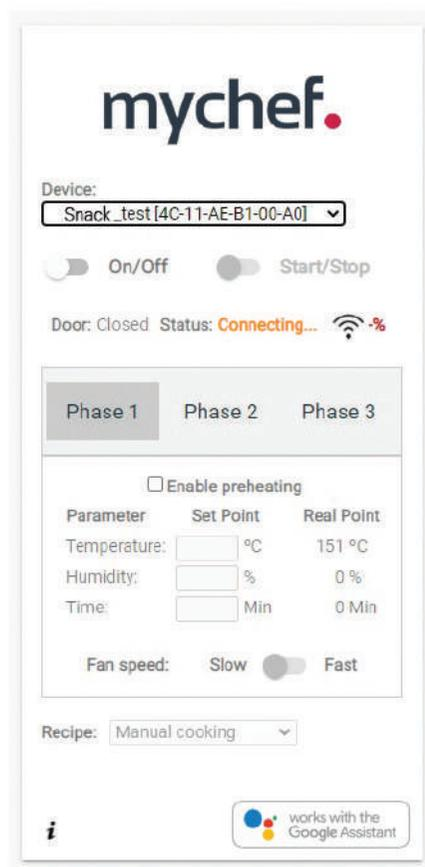 mychef.
Device:
Snack_test [4C-11-AE-B1-00-A0]
On/Off Start/Stop
Door: Closed Status: Connecting... -%
Phase 1 Phase 2 Phase 3
Enable preheating
Parameter Set Point Real Point
Temperature: ºC 151 ºC
Humidity: % 0 %
Time: Min 0 Min
Fan speed: Slow Fast
Recipe: Manual cooking
i
works with the
Google Assistant